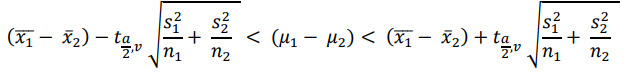 (x̅₁ − x̄₂) − t_{a/2,v} √(s₁²/n₁ + s₂²/n₂) < (μ₁ − μ₂) < (x̅₁ − x̄₂) + t_{a/2,v} √(s₁²/n₁ + s₂²/n₂)